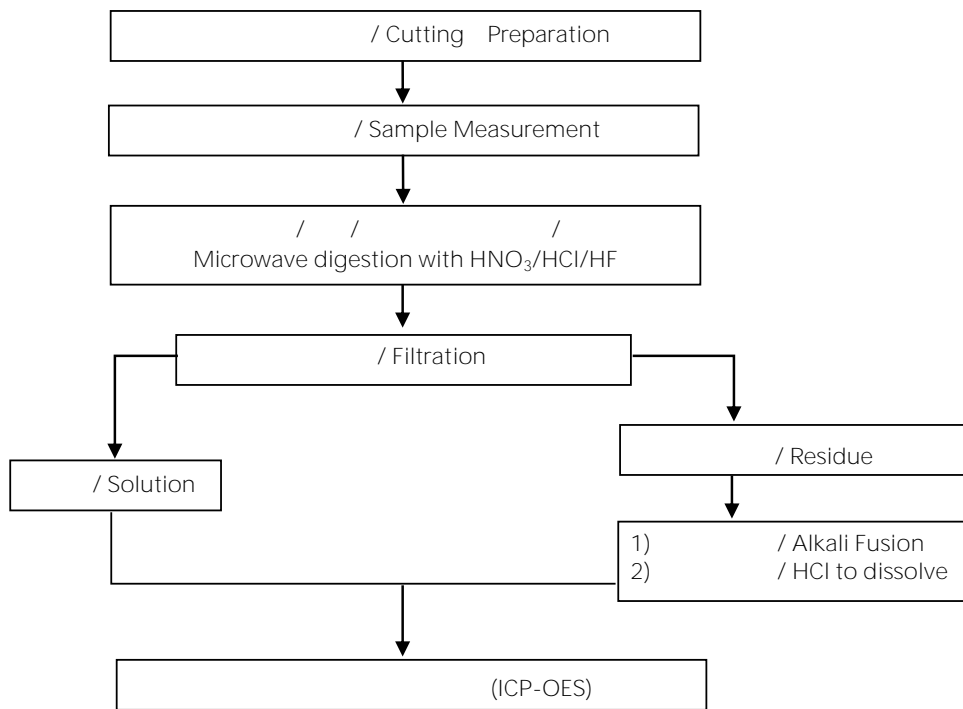 / Cutting Preparation
/ Sample Measurement
/ / /
Microwave digestion with HNO₃/HCl/HF
/ Filtration
/ Residue
/ Solution
1) / Alkali Fusion
2) / HCl to dissolve
(ICP-OES)